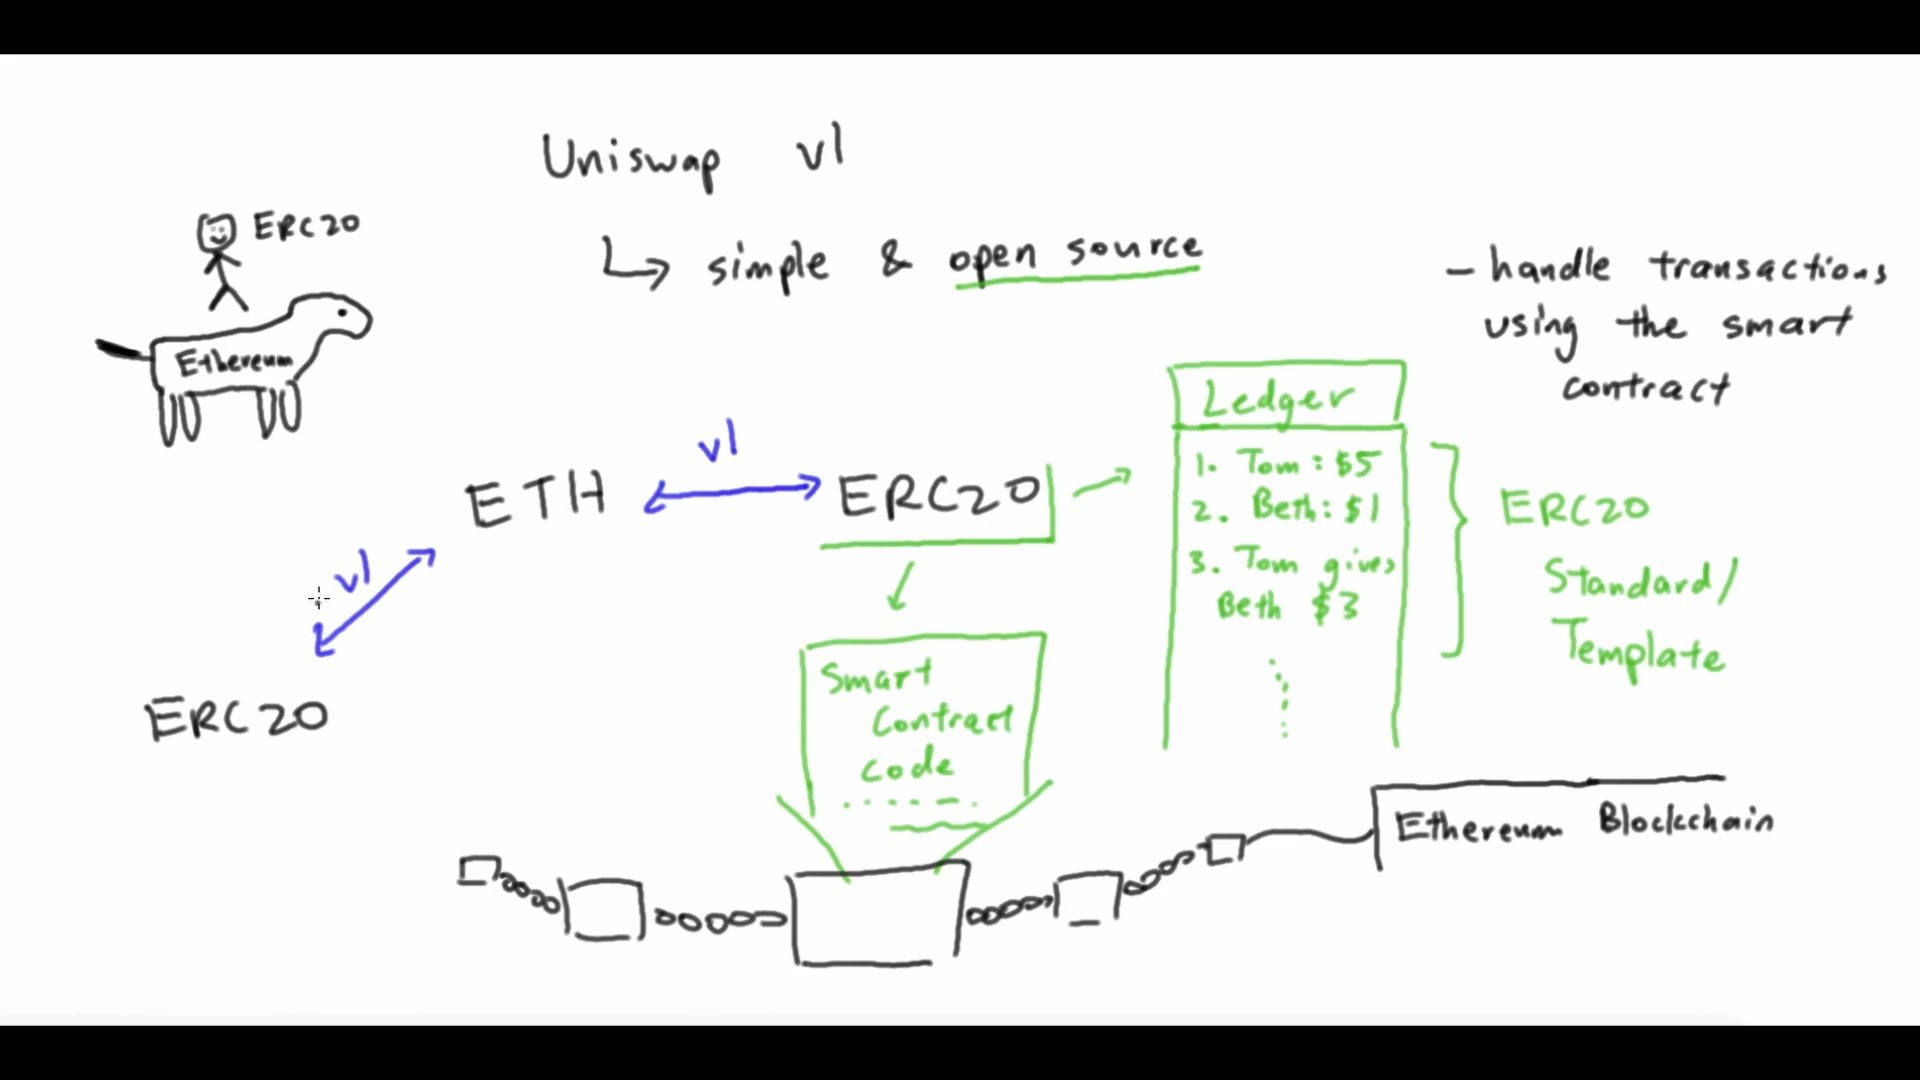 Uniswap v1
simple & open source
ERC20
Ethereum
- handle transactions
using the smart
contract
ETH
v1
ERC20
v1
ERC20
Ledger
1. Tom: $5
2. Beth: $1
3. Tom gives
Beth $3
ERC20
Standard/
Template
Smart
Contract
Code
Ethereum Blockchain